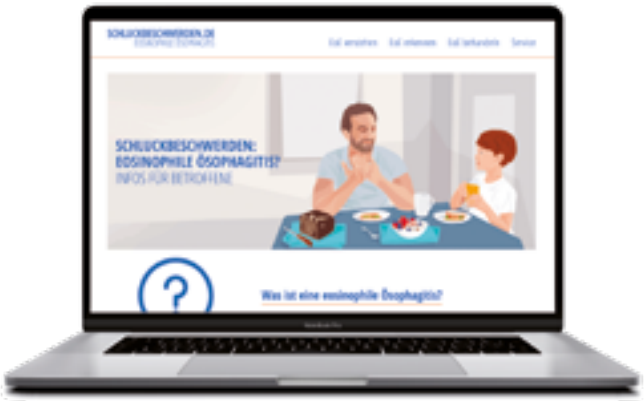 SCHLUCKBESCHWERDEN.DE
EOSINOPHILE ÖSOPHAGITIS
EoE verstehen EoE erkennen EoE behandeln Service
SCHLUCKBESCHWERDEN:
EOSINOPHILE ÖSOPHAGITIS?
INFOS FÜR BETROFFENE
?
Was ist eine eosinophile Ösophagitis?